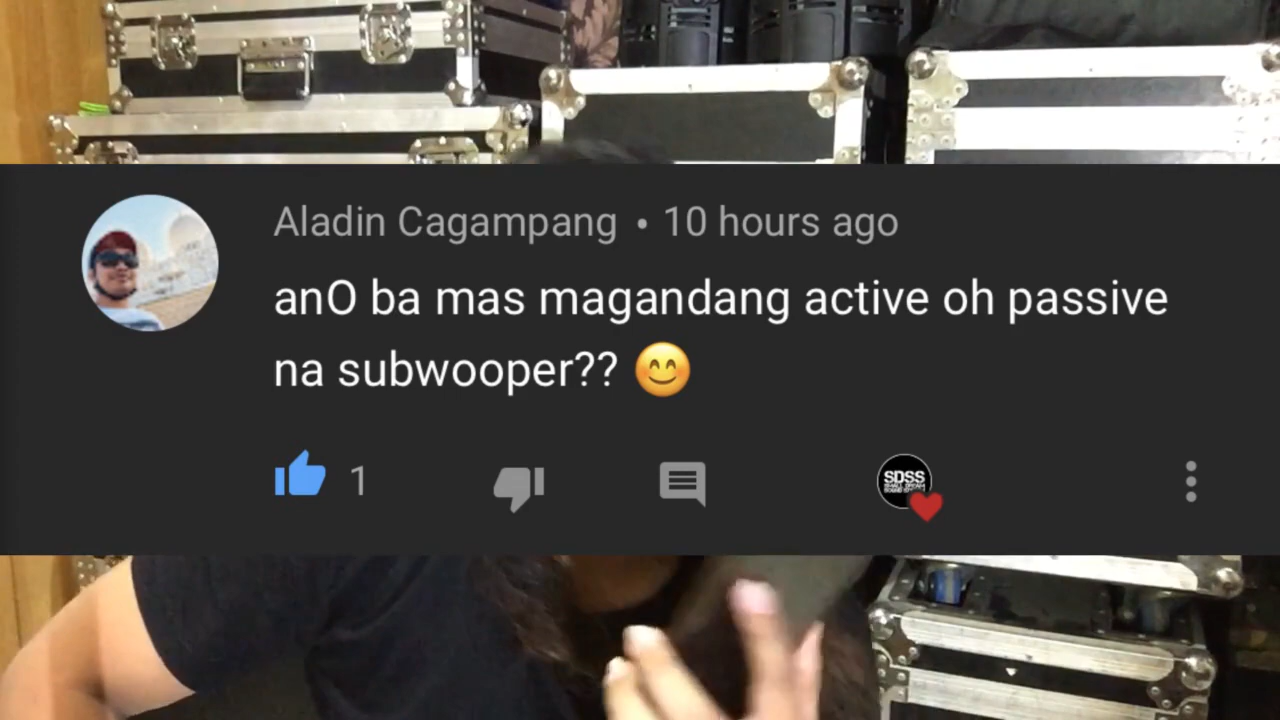 Aladin Cagampang • 10 hours ago
anO ba mas magandang active oh passive
na subwooper?? 😊
1
SDSS